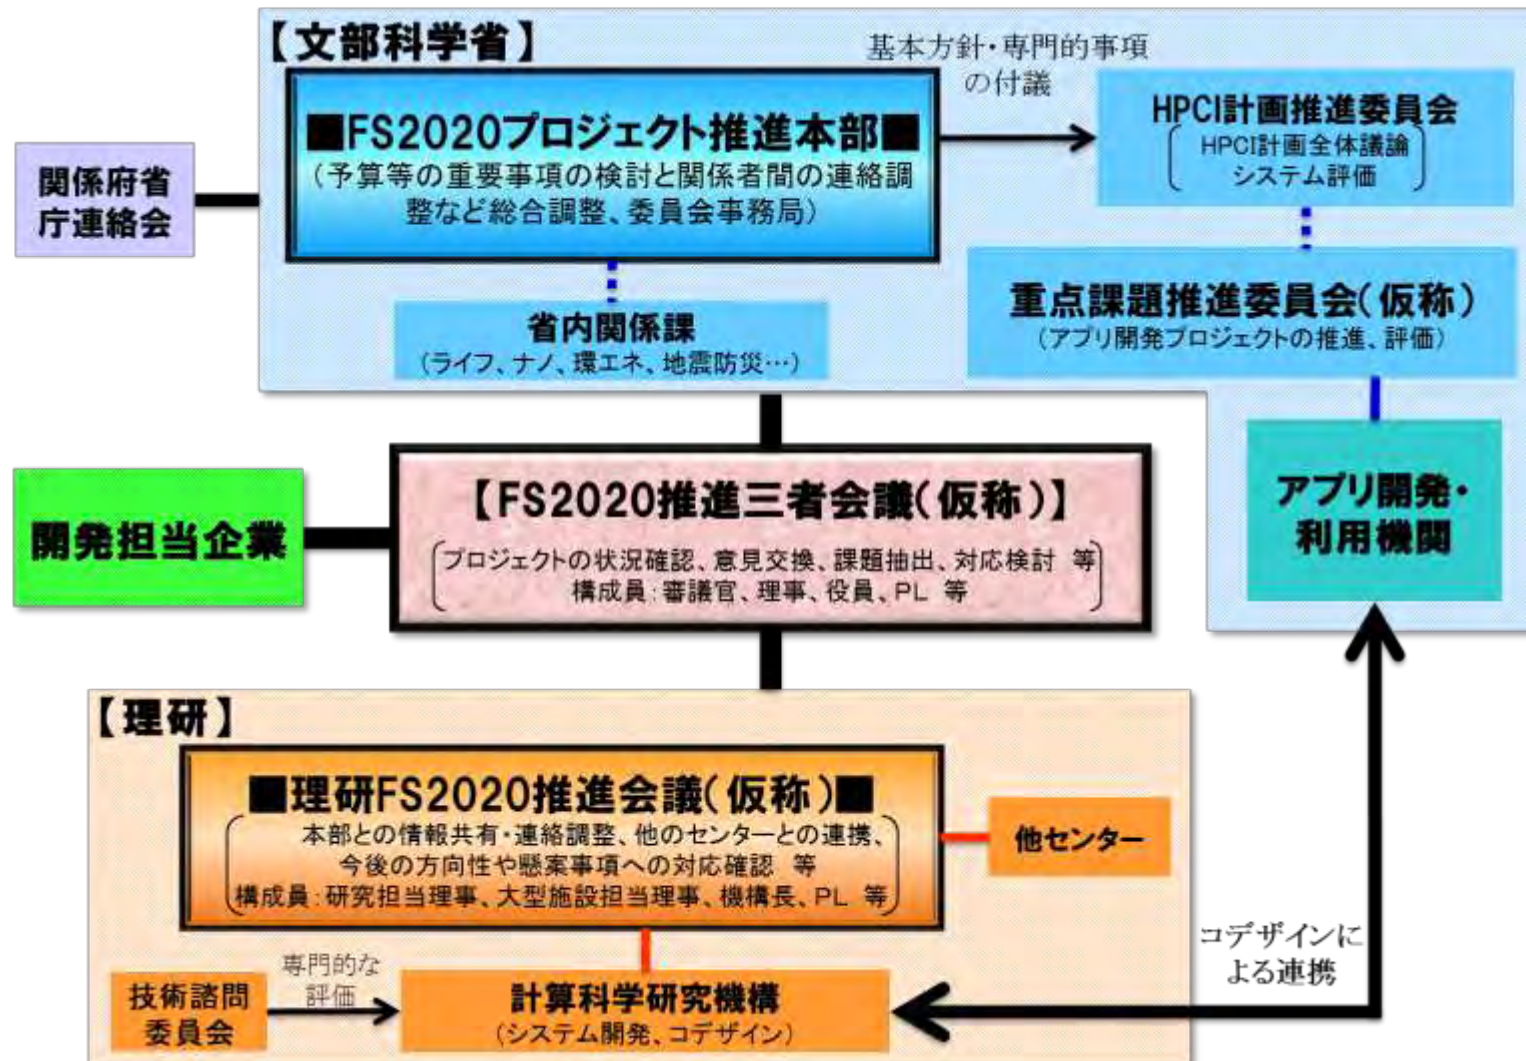 【文部科学省】
基本方針・専門的事項
の付議
■FS2020プロジェクト推進本部■
(予算等の重要事項の検討と関係者間の連絡調
整など総合調整、委員会事務局)
HPCI計画推進委員会
HPCI計画全体議論
システム評価
関係府省
庁連絡会
省内関係課
(ライフ、ナノ、環エネ、地震防災…)
重点課題推進委員会(仮称)
(アプリ開発プロジェクトの推進、評価)
開発担当企業
【FS2020推進三者会議(仮称)】
プロジェクトの状況確認、意見交換、課題抽出、対応検討 等
構成員:審議官、理事、役員、PL 等
アプリ開発・
利用機関
【理研】
■理研FS2020推進会議(仮称)■
本部との情報共有・連絡調整、他のセンターとの連携、
今後の方向性や懸案事項への対応確認 等
構成員:研究担当理事、大型施設担当理事、機構長、PL 等
他センター
技術諮問
委員会
専門的な
評価
計算科学研究機構
(システム開発、コデザイン)
コデザインに
よる連携